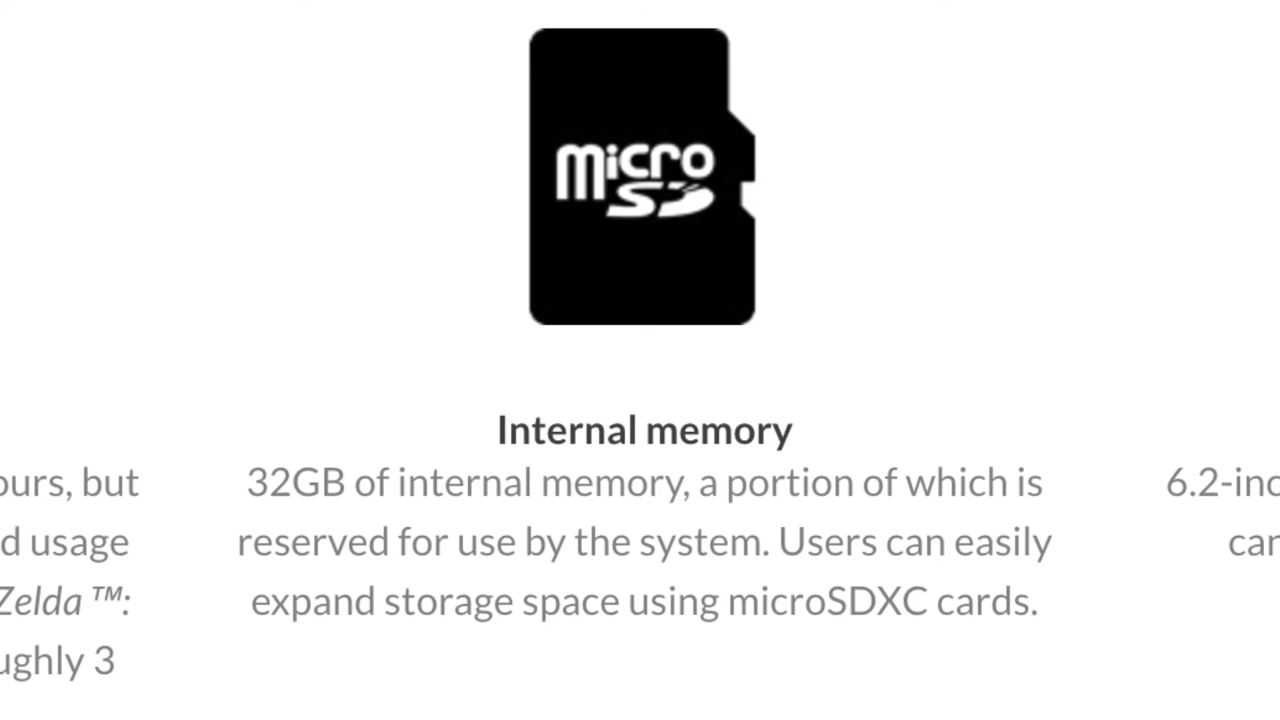 micro
SD
Internal memory
ours, but
32GB of internal memory, a portion of which is
6.2-inc
d usage
reserved for use by the system. Users can easily
can
Zelda ™:
expand storage space using microSDXC cards.
ughly 3